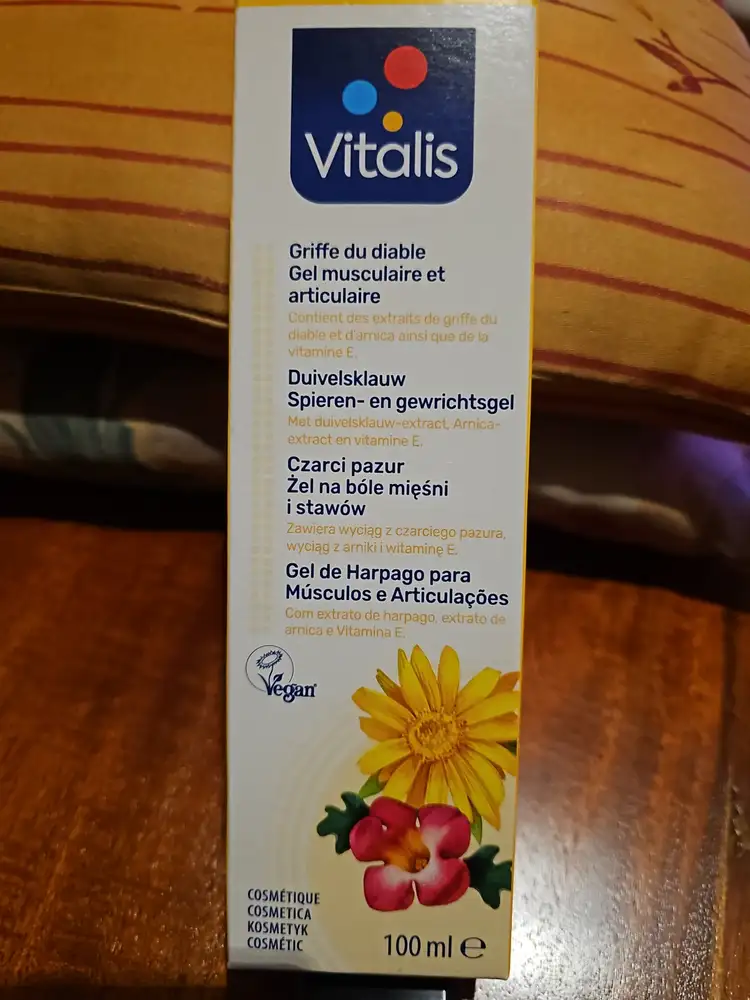 Vitalis
Griffe du diable
Gel musculaire et
articulaire
Contient des extraits de griffe du
diable et d'arnica ainsi que de la
vitamine E.
Duivelsklauw
Spieren- en gewrichtsgel
Met duivelsklauw-extract, Arnica-
extract en vitamine E.
Czarci pazur
Żel na bóle mięśni
i stawów
Zawiera wyciąg z czarciego pazura,
wyciąg z arniki i witaminę E.
Gel de Harpago para
Músculos e Articulações
Com extrato de harpago, extrato de
arnica e Vitamina E.
Vegan
COSMÉTIQUE
COSMETICA
KOSMETYK
COSMÉTIC
100 ml ℮